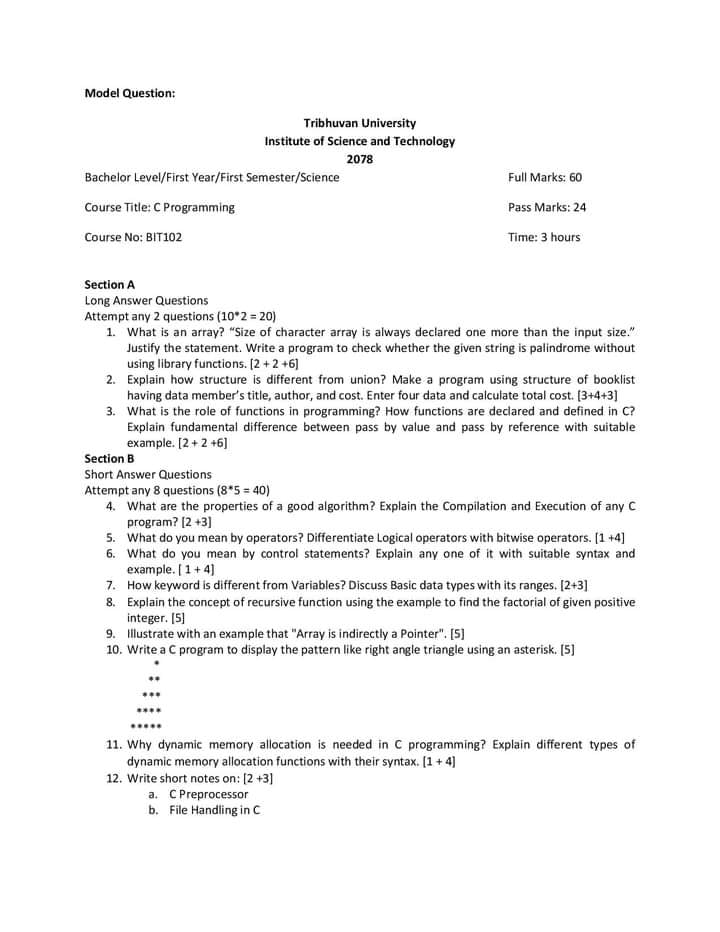 Model Question:
Tribhuvan University
Institute of Science and Technology
2078
Bachelor Level/First Year/First Semester/Science Full Marks: 60
Course Title: C Programming Pass Marks: 24
Course No: BIT102 Time: 3 hours
Section A
Long Answer Questions
Attempt any 2 questions (10*2 = 20)
1. What is an array? “Size of character array is always declared one more than the input size.”
Justify the statement. Write a program to check whether the given string is palindrome without
using library functions. [2 + 2 +6]
2. Explain how structure is different from union? Make a program using structure of booklist
having data member’s title, author, and cost. Enter four data and calculate total cost. [3+4+3]
3. What is the role of functions in programming? How functions are declared and defined in C?
Explain fundamental difference between pass by value and pass by reference with suitable
example. [2 + 2 +6]
Section B
Short Answer Questions
Attempt any 8 questions (8*5 = 40)
4. What are the properties of a good algorithm? Explain the Compilation and Execution of any C
program? [2 +3]
5. What do you mean by operators? Differentiate Logical operators with bitwise operators. [1 +4]
6. What do you mean by control statements? Explain any one of it with suitable syntax and
example. [ 1 + 4]
7. How keyword is different from Variables? Discuss Basic data types with its ranges. [2+3]
8. Explain the concept of recursive function using the example to find the factorial of given positive
integer. [5]
9. Illustrate with an example that "Array is indirectly a Pointer". [5]
10. Write a C program to display the pattern like right angle triangle using an asterisk. [5]
*
**
***
****
*****
11. Why dynamic memory allocation is needed in C programming? Explain different types of
dynamic memory allocation functions with their syntax. [1 + 4]
12. Write short notes on: [2 +3]
a. C Preprocessor
b. File Handling in C